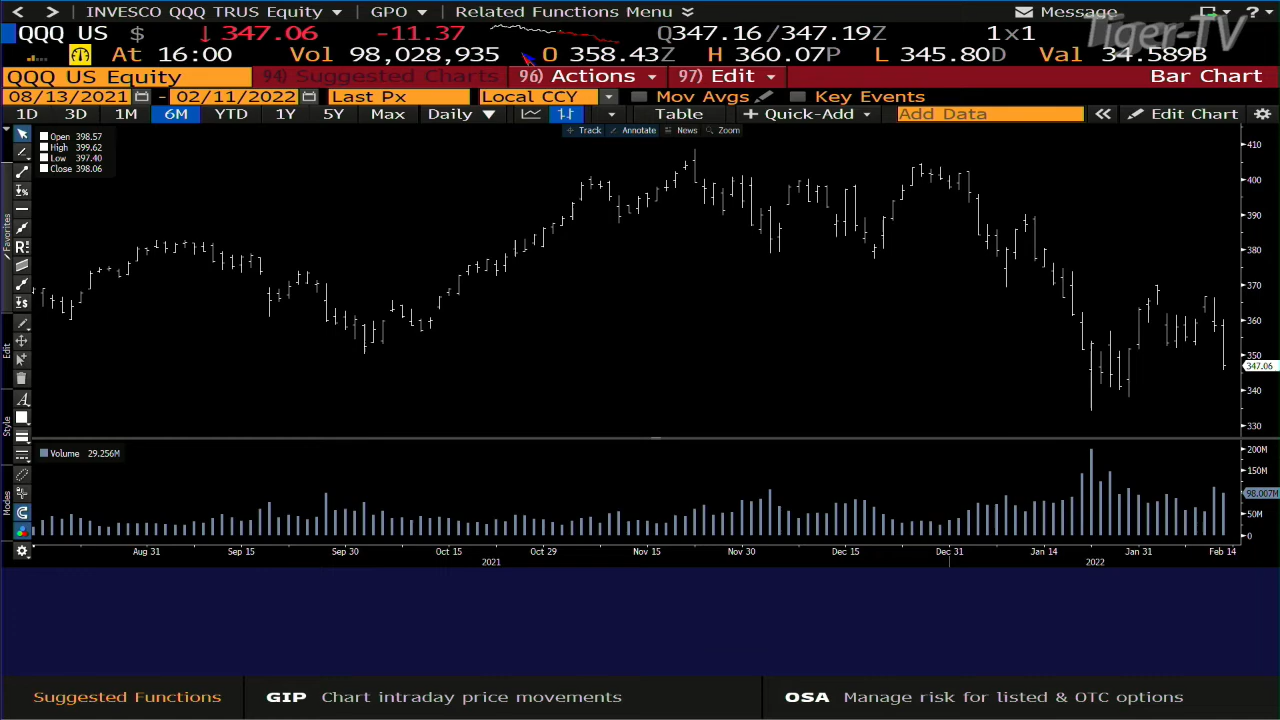 < > INVESCO QQQ TRUS Equity GPO Related Functions Menu Message ?
QQQ US $ ↓ 347.06 -11.37 Q347.16/347.19Z 1×1
Tiger-TV
At 16:00 Vol 98,028,935 O 358.43Z H 360.07P L 345.80D Val 34.589B
QQQ US Equity 94) Suggested Charts 96) Actions 97) Edit Bar Chart
08/13/2021 - 02/11/2022 Last Px Local CCY Mov Avgs Key Events
1D 3D 1M 6M YTD 1Y 5Y Max Daily ▼ Table + Quick-Add Add Data « Edit Chart
Track Annotate News Zoom
Open 398.57
High 399.62
Low 397.40
Close 398.06
Favorites
Edit
Style
Modes
410
400
390
380
370
360
350
347.06
340
330
Volume 29.256M
200M
150M
98.007M
50M
0
Aug 31 Sep 15 Sep 30 Oct 15 Oct 29 Nov 15 Nov 30 Dec 15 Dec 31 Jan 14 Jan 31 Feb 14
2021 2022
Suggested Functions GIP Chart intraday price movements OSA Manage risk for listed & OTC options